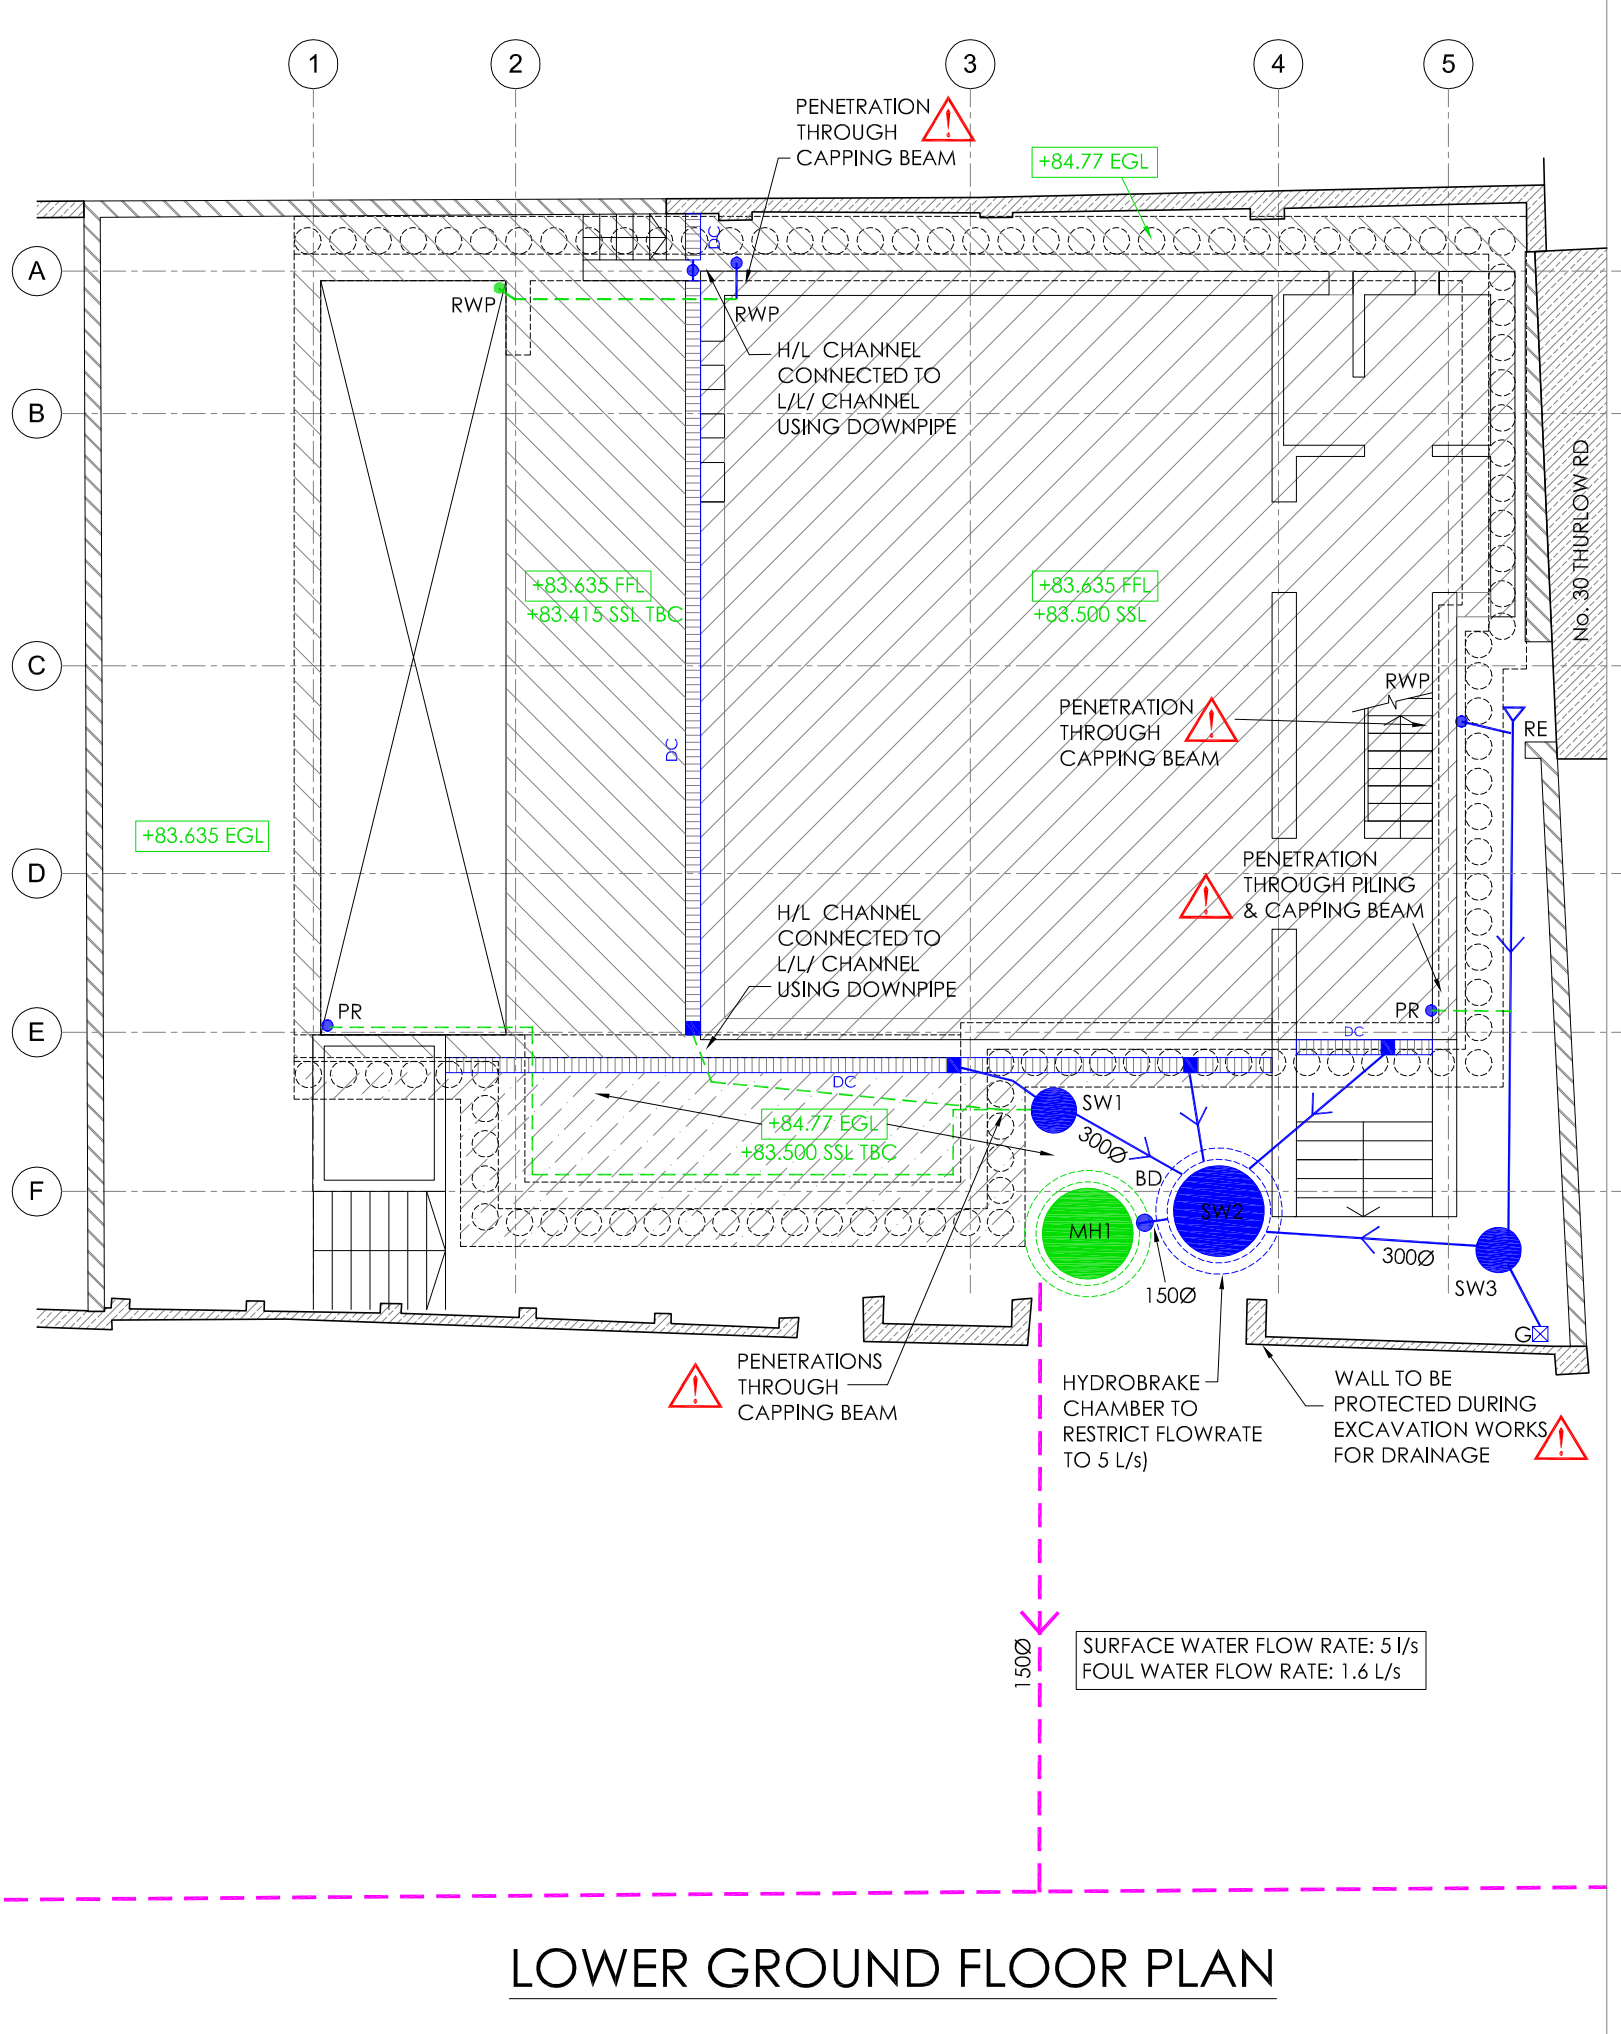 1
2
3
4
5
PENETRATION
THROUGH
CAPPING BEAM
+84.77 EGL
DC
A
RWP
RWP
H/L CHANNEL
CONNECTED TO
L/L/ CHANNEL
USING DOWNPIPE
B
No. 30 THURLOW RD
+83.635 FFL
+83.415 SSL TBC
+83.635 FFL
+83.500 SSL
C
RWP
PENETRATION
THROUGH
CAPPING BEAM
RE
DC
+83.635 EGL
D
PENETRATION
THROUGH PILING
& CAPPING BEAM
H/L CHANNEL
CONNECTED TO
L/L/ CHANNEL
USING DOWNPIPE
PR
PR
E
DC
DC
SW1
+84.77 EGL
+83.500 SSL TBC
300Ø
BD
F
SW2
MH1
300Ø
SW3
150Ø
G
PENETRATIONS
THROUGH
CAPPING BEAM
HYDROBRAKE
CHAMBER TO
RESTRICT FLOWRATE
TO 5 L/s)
WALL TO BE
PROTECTED DURING
EXCAVATION WORKS
FOR DRAINAGE
150Ø
SURFACE WATER FLOW RATE: 5 l/s
FOUL WATER FLOW RATE: 1.6 L/s
LOWER GROUND FLOOR PLAN